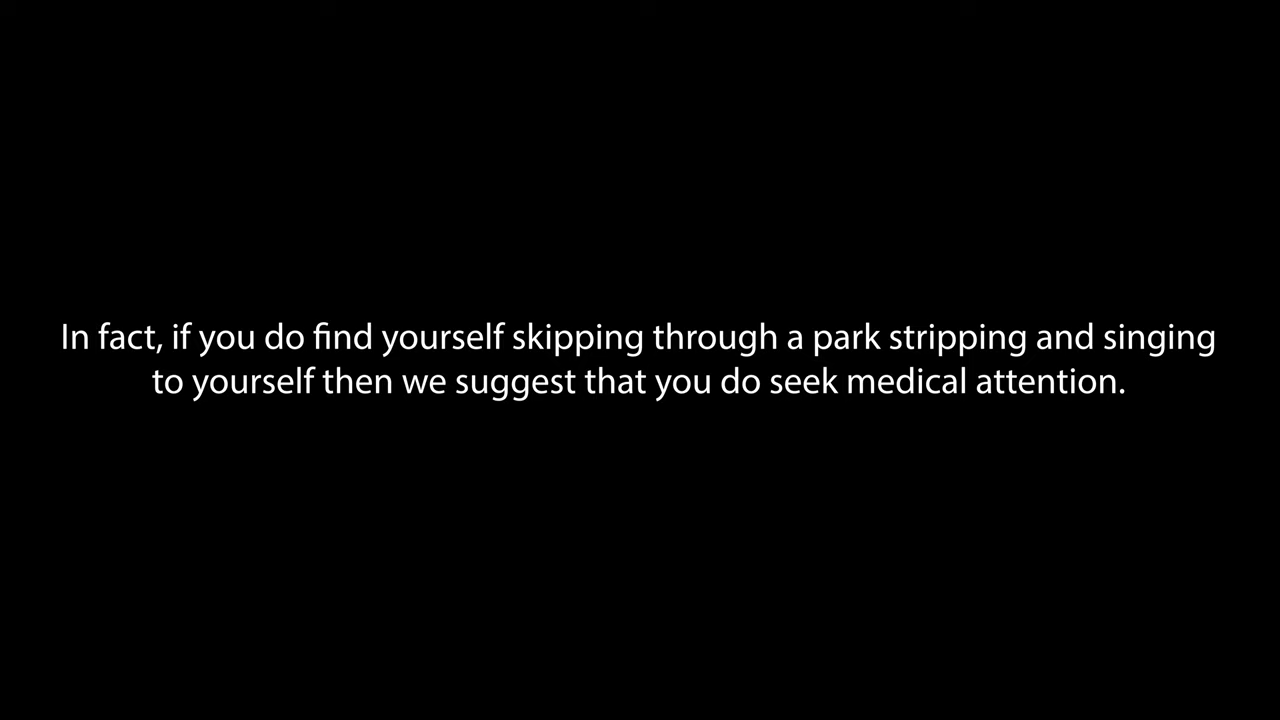 In fact, if you do find yourself skipping through a park stripping and singing
to yourself then we suggest that you do seek medical attention.